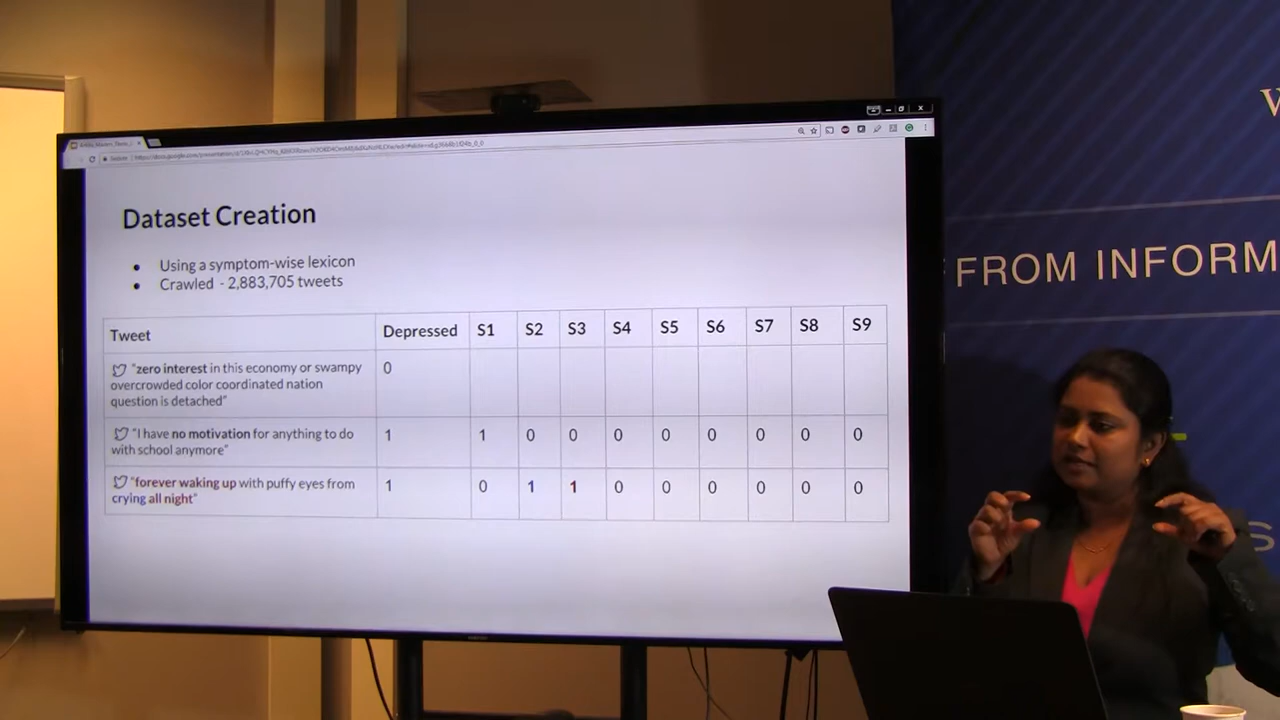 Dataset Creation
Using a symptom-wise lexicon
Crawled - 2,883,705 tweets
Tweet Depressed S1 S2 S3 S4 S5 S6 S7 S8 S9
"zero interest in this economy or swampy 0
overcrowded color coordinated nation
question is detached"
"I have no motivation for anything to do 1 1 0 0 0 0 0 0 0 0
with school anymore"
"forever waking up with puffy eyes from 1 0 1 1 0 0 0 0 0 0
crying all night"
W
FROM INFORM
S